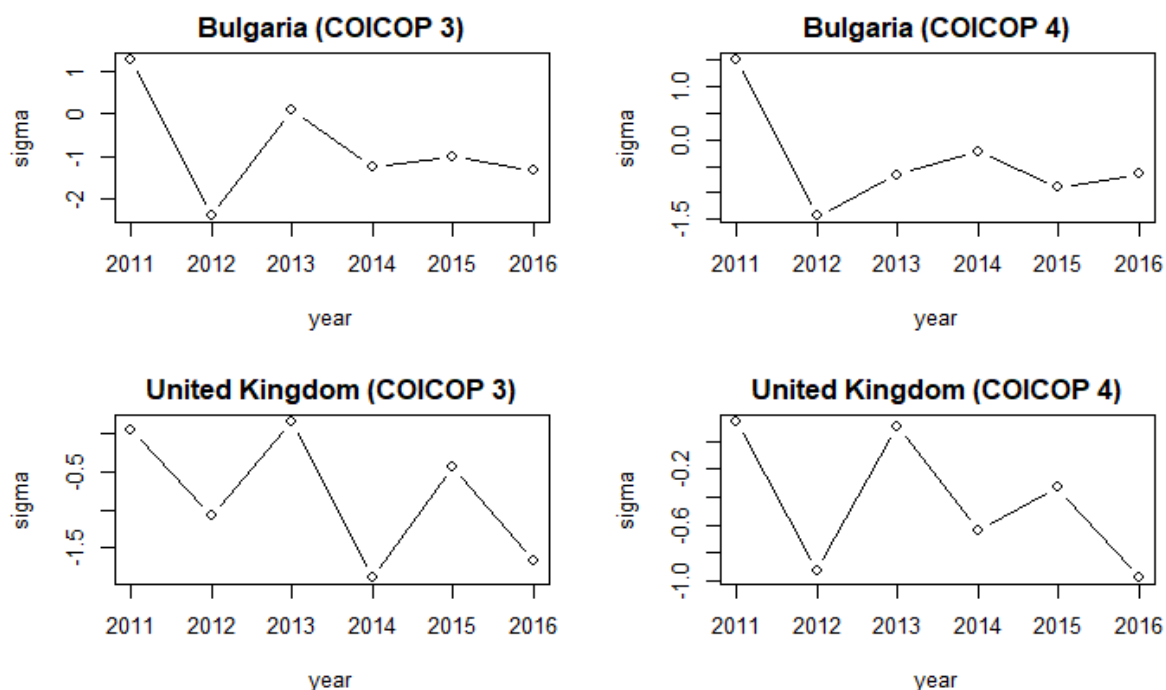 Bulgaria (COICOP 3)
sigma
1
0
-1
-2
2011 2012 2013 2014 2015 2016
year
Bulgaria (COICOP 4)
sigma
1.0
0.0
-1.5
2011 2012 2013 2014 2015 2016
year
United Kingdom (COICOP 3)
sigma
-0.5
-1.5
2011 2012 2013 2014 2015 2016
year
United Kingdom (COICOP 4)
sigma
-0.2
-0.6
-1.0
2011 2012 2013 2014 2015 2016
year